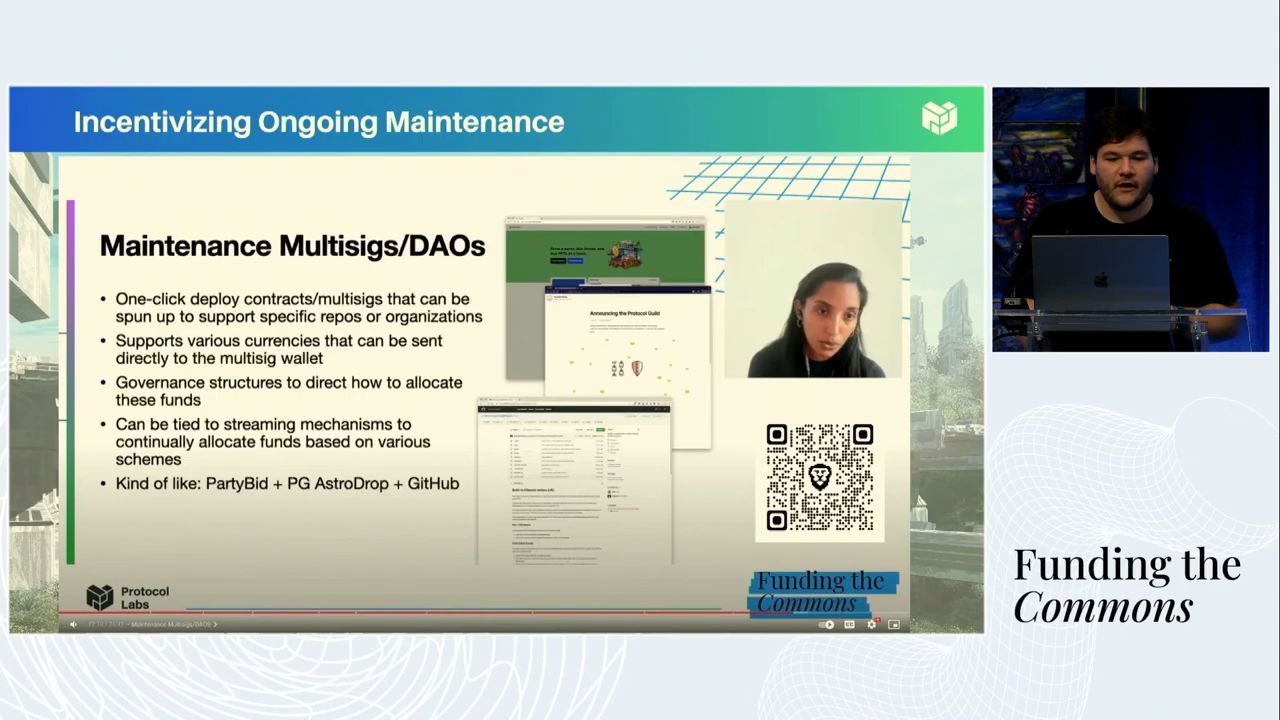 Incentivizing Ongoing Maintenance
Maintenance Multisigs/DAOs
• One-click deploy contracts/multisigs that can be
spun up to support specific repos or organizations
• Supports various currencies that can be sent
directly to the multisig wallet
• Governance structures to direct how to allocate
these funds
• Can be tied to streaming mechanisms to
continually allocate funds based on various
schemes
• Kind of like: PartyBid + PG AstroDrop + GitHub
Announcing the Protocol Guild
Protocol
Labs
Funding the
Commons
Maintenance Multisigs/DAOs
CC
Funding the
Commons